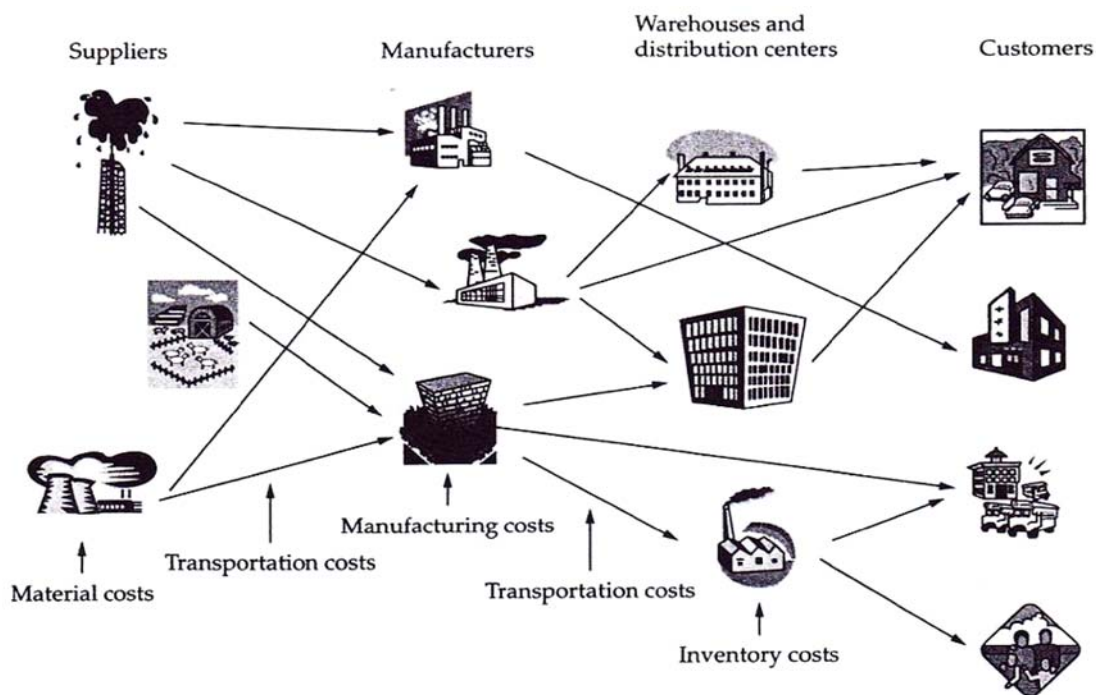 Suppliers
Manufacturers
Warehouses and
distribution centers
Customers
Material costs
Transportation costs
Manufacturing costs
Transportation costs
Inventory costs